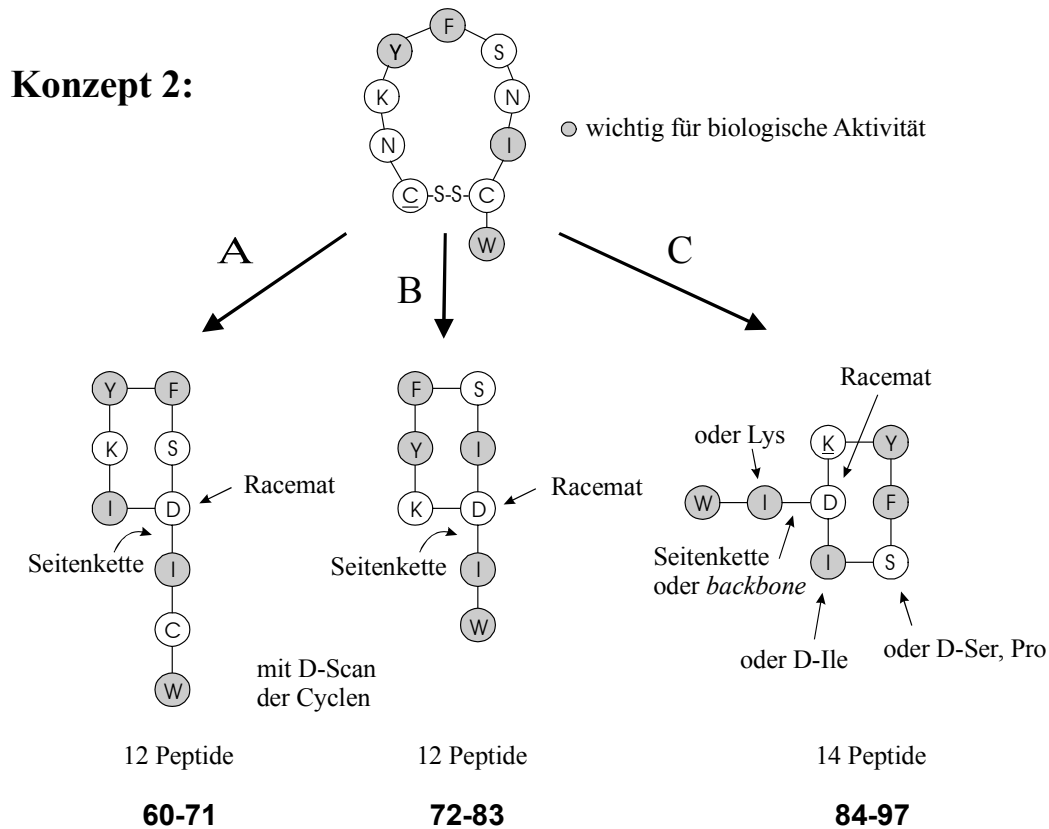 Konzept 2:
F
Y
S
K
N
N
I
C
-S-S-
C
W
wichtig für biologische Aktivität
A
B
C
Y
F
K
S
I
D
Racemat
Seitenkette
I
C
W
mit D-Scan
der Cyclen
F
S
Y
I
K
D
Racemat
Seitenkette
I
W
Racemat
oder Lys
K
Y
W
I
D
F
Seitenkette
oder backbone
I
S
oder D-Ile
oder D-Ser, Pro
12 Peptide
12 Peptide
14 Peptide
60-71
72-83
84-97